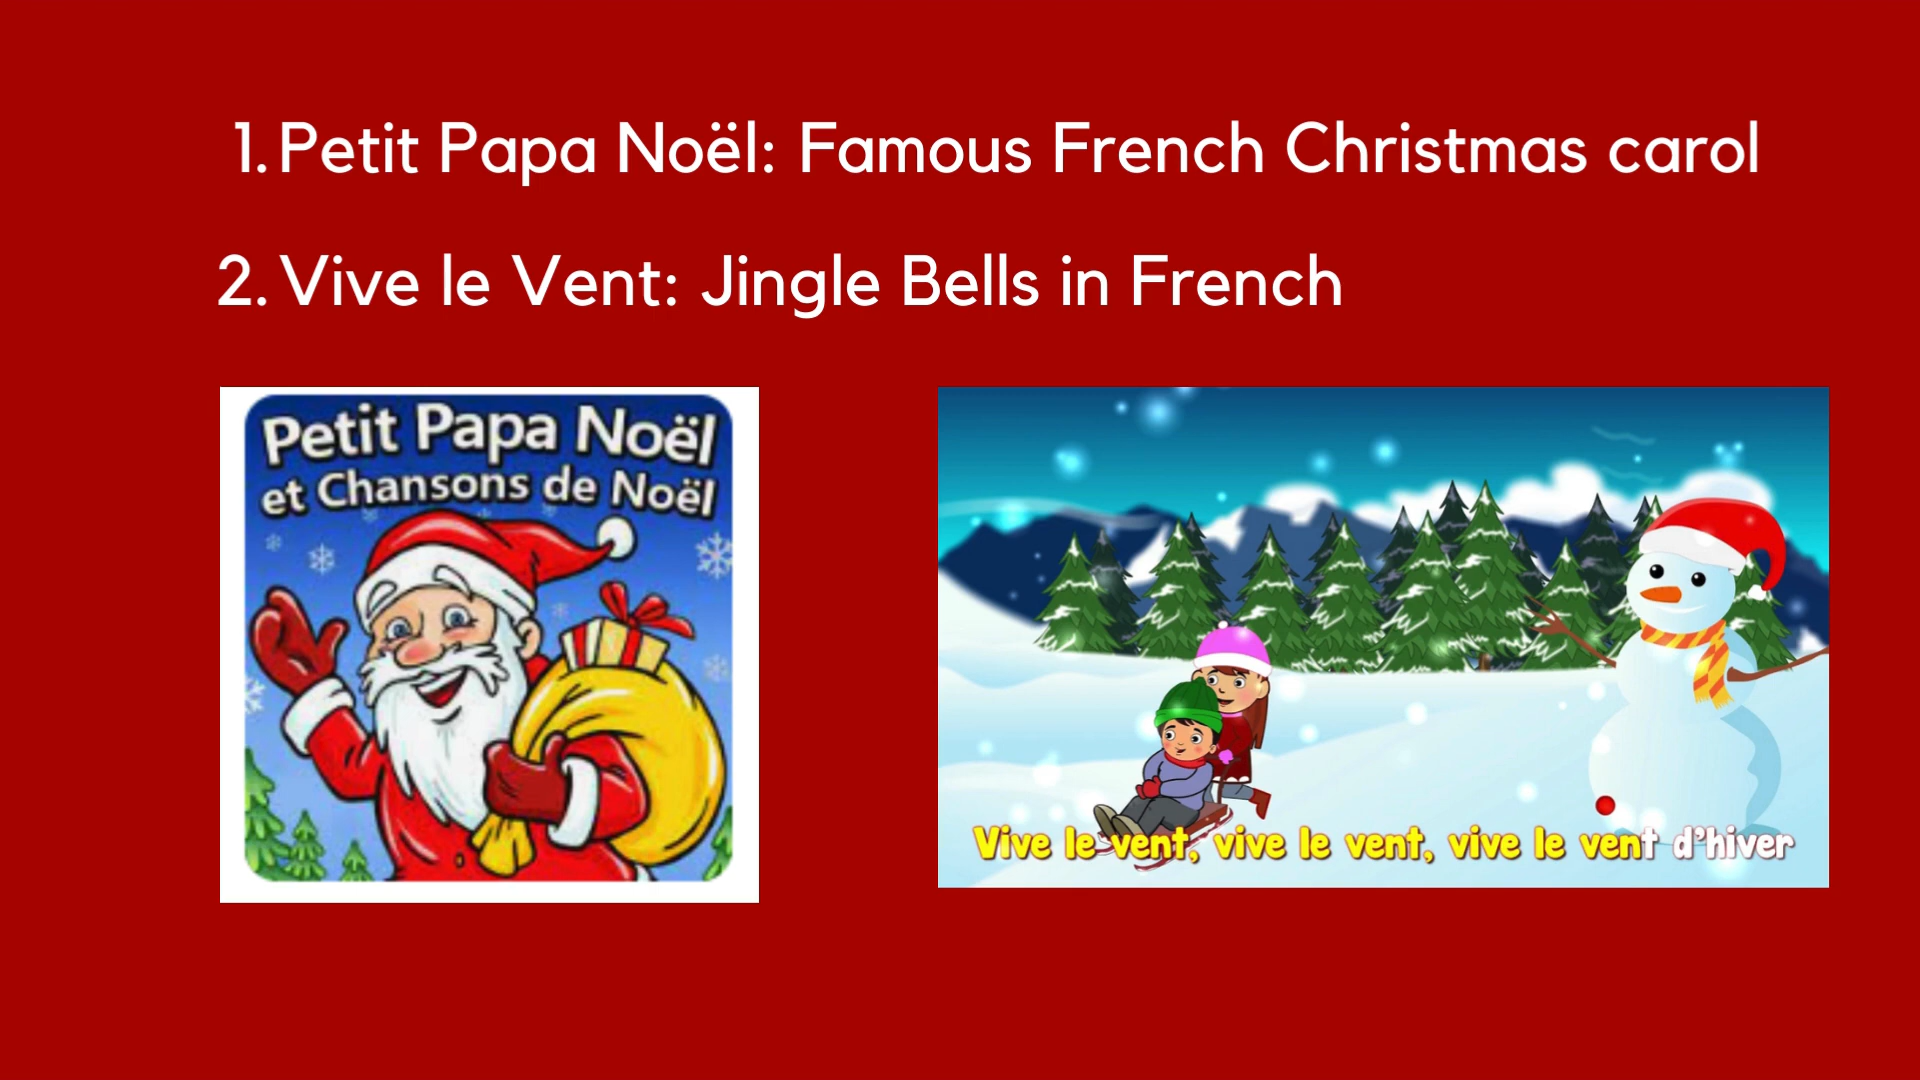 1. Petit Papa Noël: Famous French Christmas carol
2. Vive le Vent: Jingle Bells in French
Petit Papa Noël
et Chansons de Noël
Vive le vent, vive le vent, vive le vent d'hiver